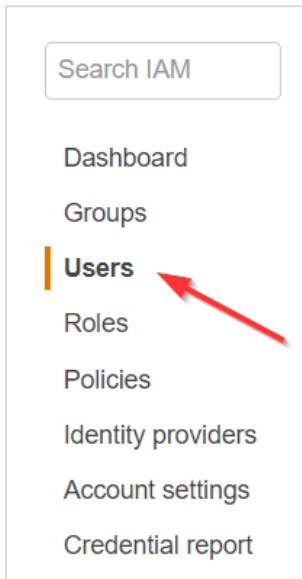 Search IAM
Dashboard
Groups
Users
Roles
Policies
Identity providers
Account settings
Credential report